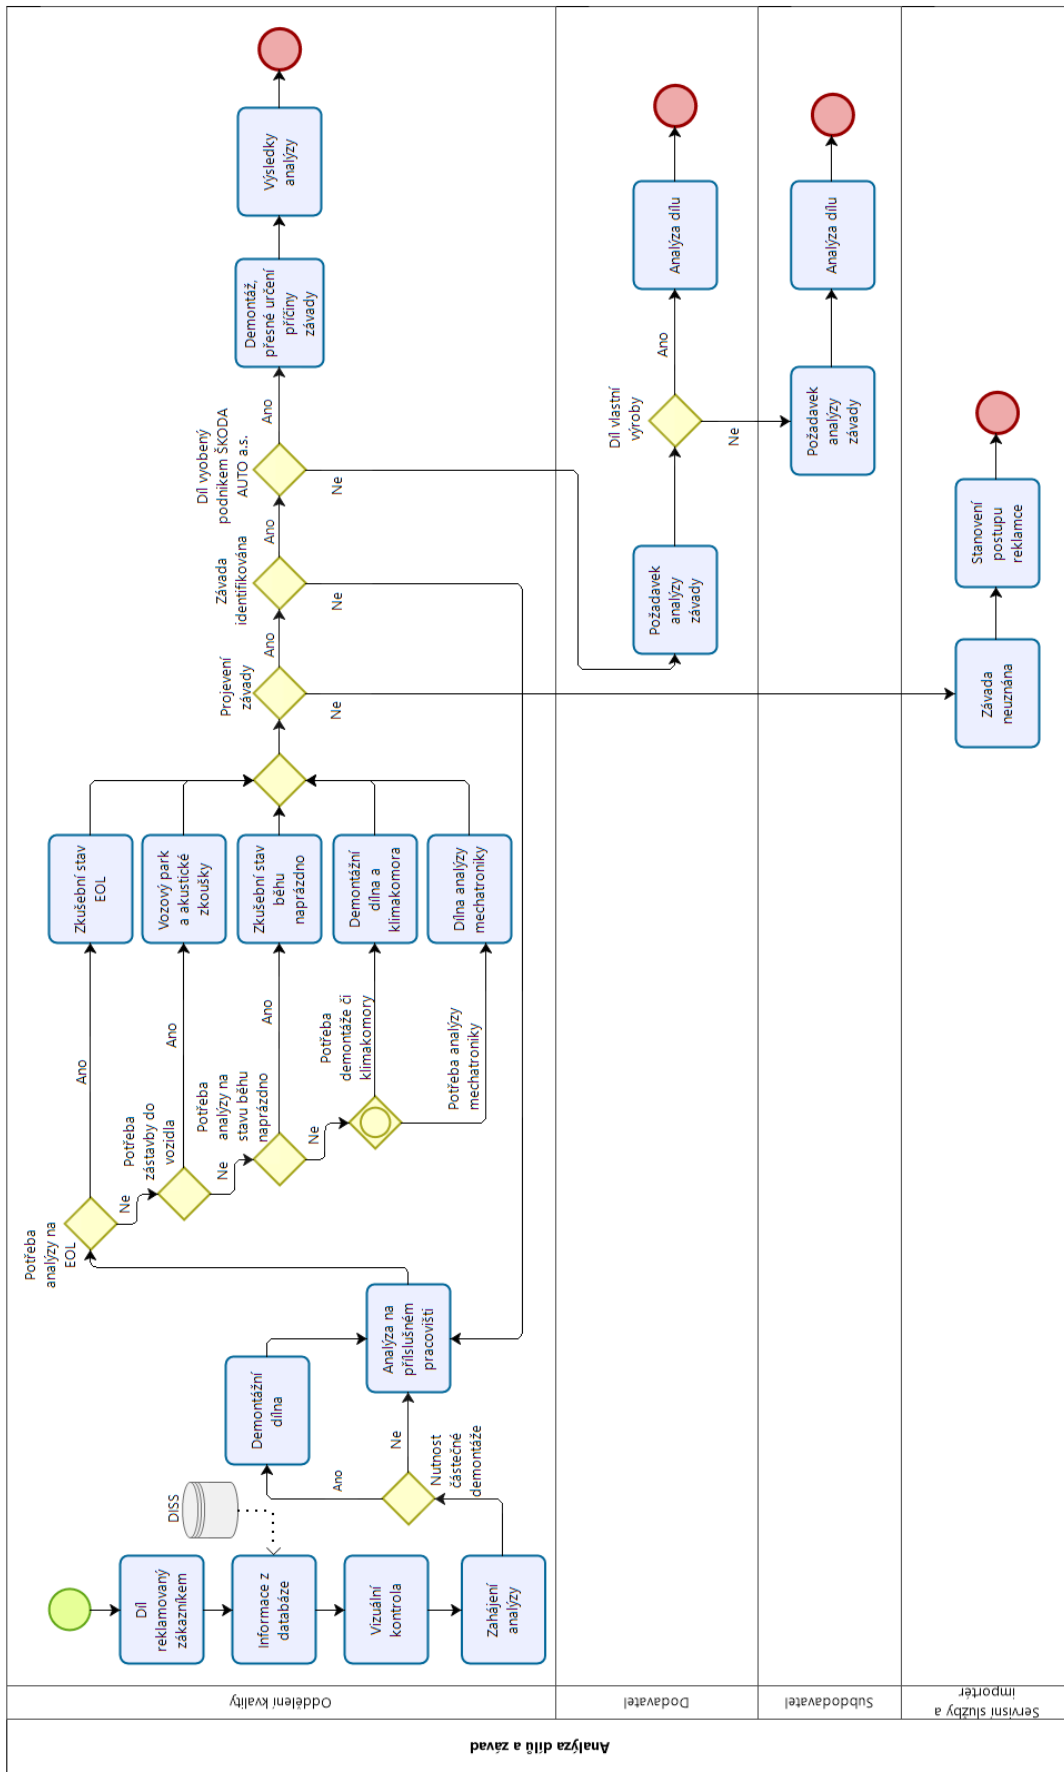 Analýza dílů a závad
Oddělení kvality
Dodavatel
Subdodavatel
Servisní služby a
importér
Díl
reklamovaný
zákazníkem
Informace z
databáze
DISS
Vizuální
kontrola
Zahájení
analýzy
Nutnost
částečné
demontáže
Ano
Ne
Demontážní
dílna
Analýza na
příslušném
pracovišti
Potřeba
analýzy na
EOL
Ano
Ne
Potřeba
zástavby do
vozidla
Ano
Ne
Potřeba
analýzy na
stavu běhu
naprázdno
Ano
Ne
Potřeba
demontáže či
klimakomory
Potřeba analýzy
mechatroniky
Zkušební stav
EOL
Vozový park
a akustické
zkoušky
Zkušební stav
běhu
naprázdno
Demontážní
dílna a
klimakomora
Dílna analýzy
mechatroniky
Projevení
závady
Ano
Ne
Závada
identifikována
Ano
Ne
Díl vyobený
podnikem ŠKODA
AUTO a.s.
Ano
Ne
Demontáž,
přesné určení
příčiny
závady
Výsledky
analýzy
Požadavek
analýzy
závady
Díl vlastní
výroby
Ano
Ne
Analýza dílu
Požadavek
analýzy
závady
Analýza dílu
Závada
neuznána
Stanovení
postupu
reklamce